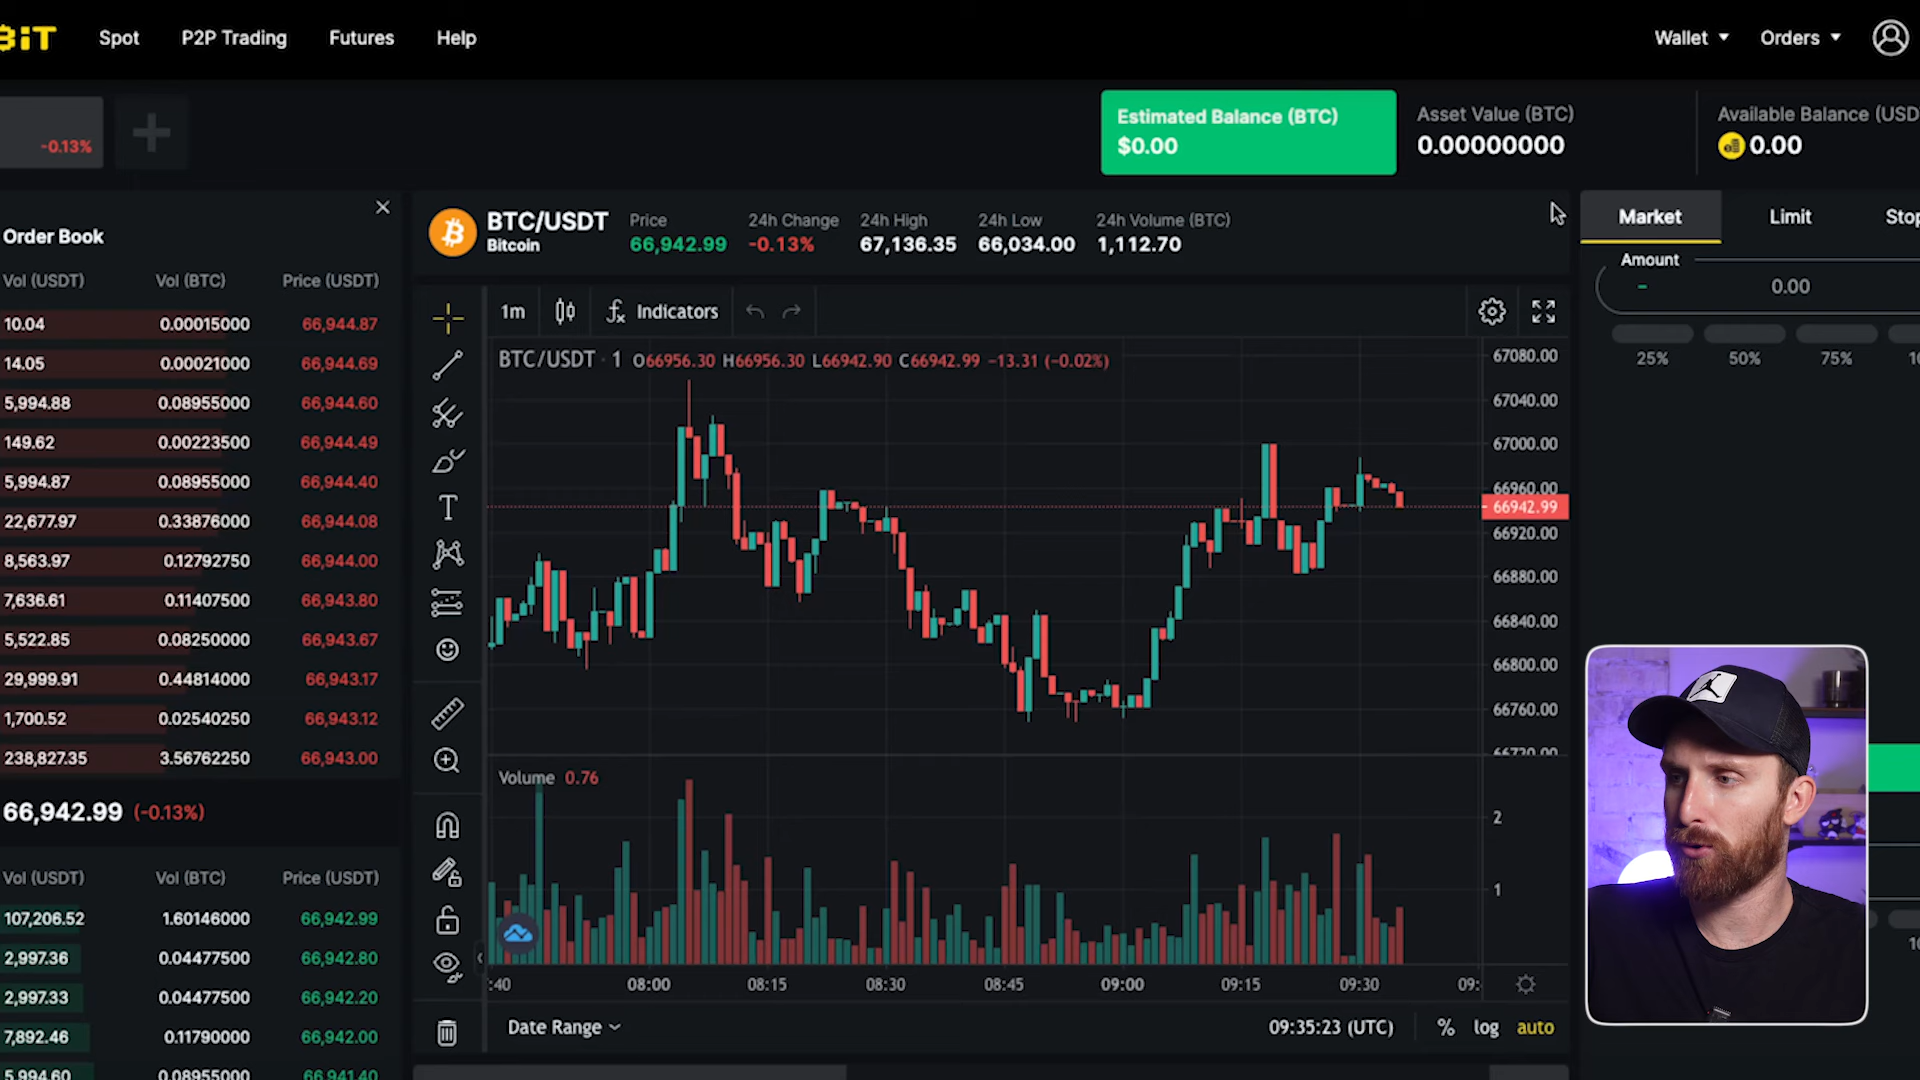 BIT
Spot
P2P Trading
Futures
Help
Wallet
Orders
-0.13%
Estimated Balance (BTC)
$0.00
Asset Value (BTC)
0.00000000
Available Balance (USD
0.00
Order Book
Vol (USDT) Vol (BTC) Price (USDT)
10.04 0.00015000 66,944.87
14.05 0.00021000 66,944.69
5,994.88 0.08955000 66,944.60
149.62 0.00223500 66,944.49
5,994.87 0.08955000 66,944.40
22,677.97 0.33876000 66,944.08
8,563.97 0.12792750 66,944.00
7,636.61 0.11407500 66,943.80
5,522.85 0.08250000 66,943.67
29,999.91 0.44814000 66,943.17
1,700.52 0.02540250 66,943.12
238,827.35 3.56762250 66,943.00
66,942.99 (-0.13%)
Vol (USDT) Vol (BTC) Price (USDT)
107,206.52 1.60146000 66,942.99
2,997.36 0.04477500 66,942.80
2,997.33 0.04477500 66,942.20
7,892.46 0.11790000 66,942.00
5,994.60 0.08955000 66,941.40
BTC/USDT
Bitcoin
Price
66,942.99
24h Change
-0.13%
24h High
67,136.35
24h Low
66,034.00
24h Volume (BTC)
1,112.70
1m
Indicators
BTC/USDT · 1 O66956.30 H66956.30 L66942.90 C66942.99 −13.31 (−0.02%)
67080.00
67040.00
67000.00
66960.00
66942.99
66920.00
66880.00
66840.00
66800.00
66760.00
66720.00
Volume 0.76
2
1
:40 08:00 08:15 08:30 08:45 09:00 09:15 09:30 09:
Date Range
09:35:23 (UTC)
% log auto
Market
Limit
Stop
Amount
- 0.00
25% 50% 75% 10
10